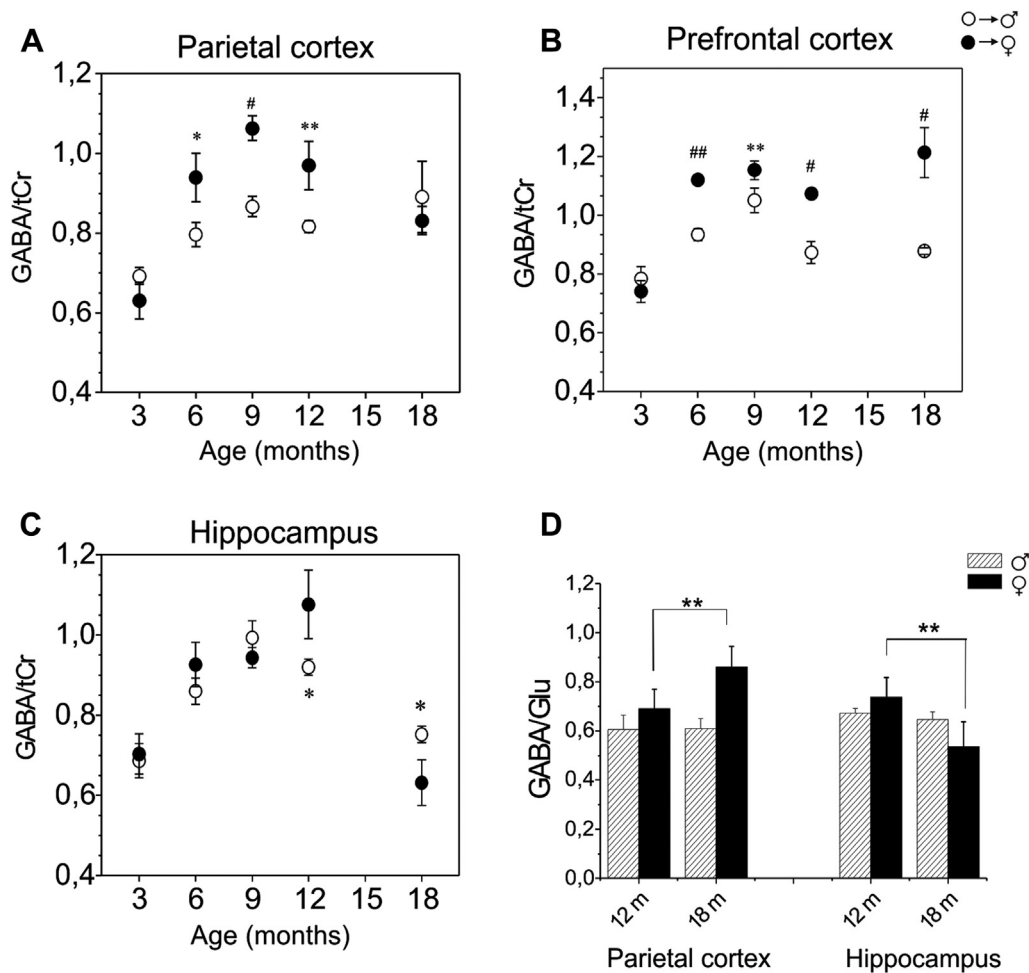 A
Parietal cortex
1,2
1,0
0,8
0,6
0,4
GABA/tCr
*
#
**
3 6 9 12 15 18
Age (months)
B
Prefrontal cortex
○→♂
●→♀
1,4
1,2
1,0
0,8
0,6
0,4
GABA/tCr
##
**
#
#
3 6 9 12 15 18
Age (months)
C
Hippocampus
1,2
1,0
0,8
0,6
0,4
GABA/tCr
*
*
3 6 9 12 15 18
Age (months)
D
♂
♀
1,2
1,0
0,8
0,6
0,4
0,2
0,0
GABA/Glu
**
**
12 m 18 m 12 m 18 m
Parietal cortex Hippocampus